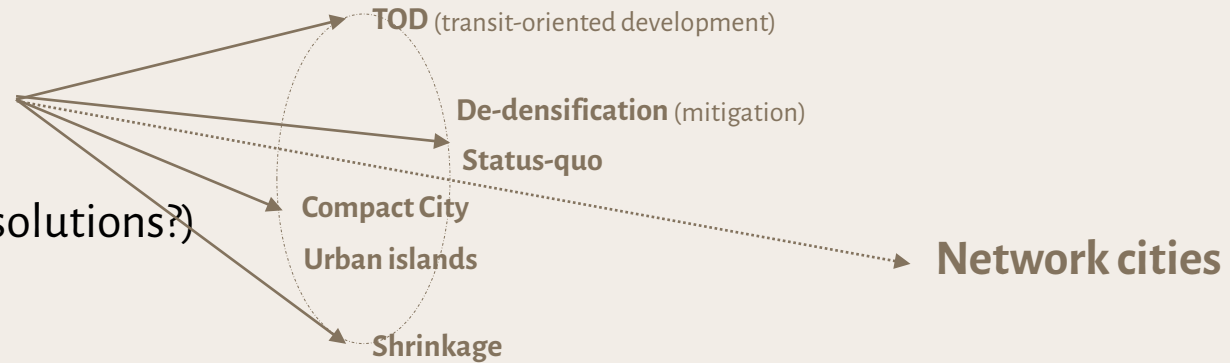 TOD (transit-oriented development)
De-densification (mitigation)
Status-quo
Compact City
solutions?)
Urban islands
Network cities
Shrinkage